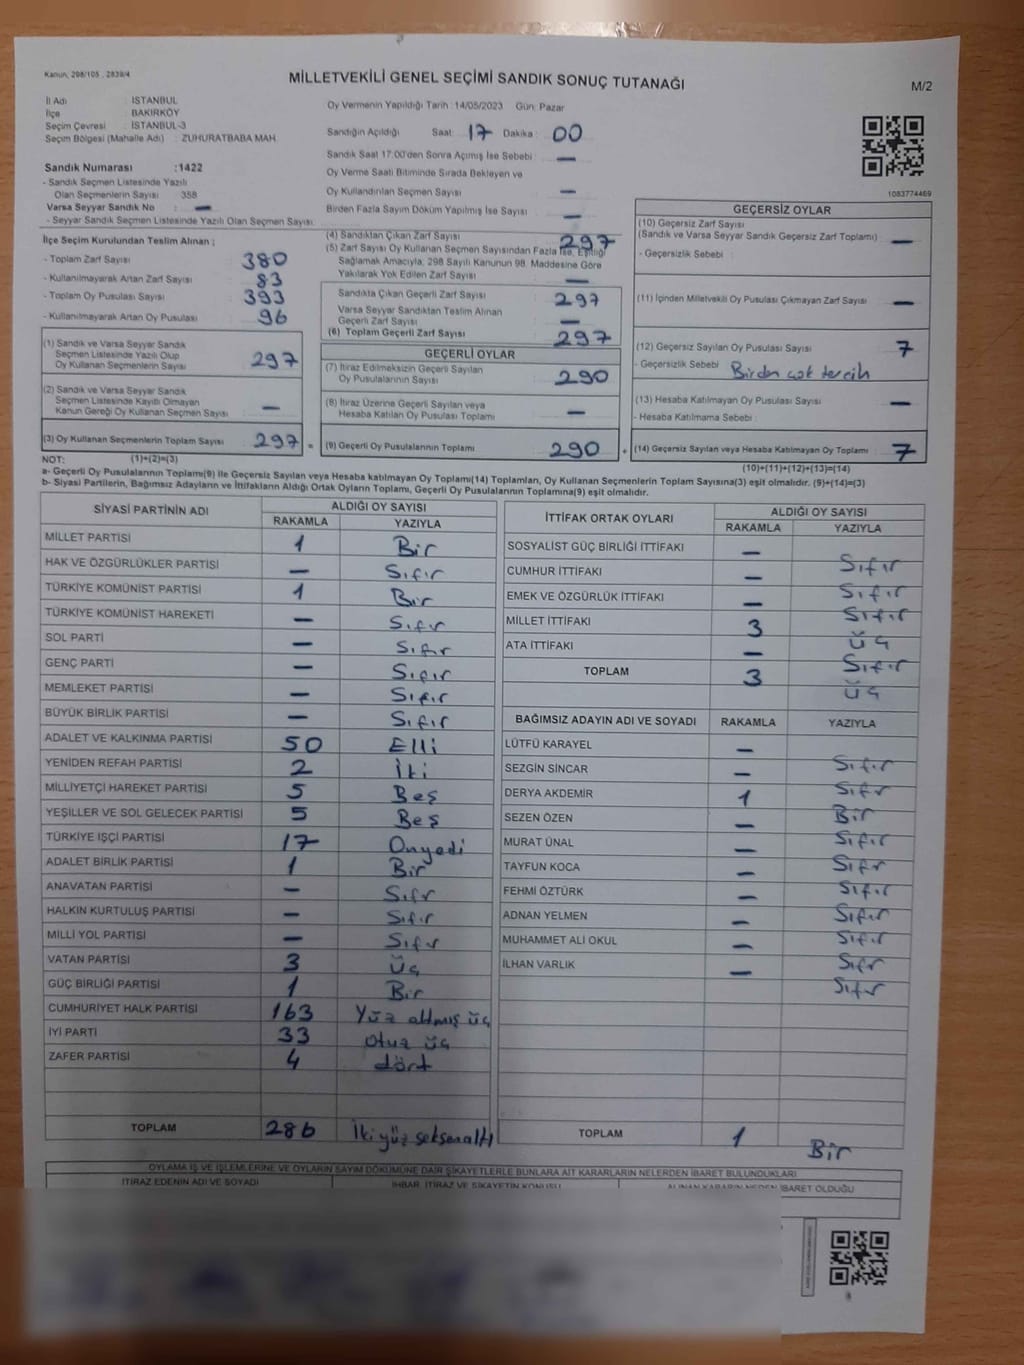 Kanun, 298/105 , 2839/4
MİLLETVEKİLİ GENEL SEÇİMİ SANDIK SONUÇ TUTANAĞI
M/2
İl Adı : İSTANBUL
İlçe : BAKIRKÖY
Seçim Çevresi : İSTANBUL-3
Seçim Bölgesi (Mahalle Adı) : ZUHURATBABA MAH.
Sandık Numarası :1422
- Sandık Seçmen Listesinde Yazılı
Olan Seçmenlerin Sayısı : 358
Varsa Seyyar Sandık No : —
- Seyyar Sandık Seçmen Listesinde Yazılı Olan Seçmen Sayısı:
Oy Vermenin Yapıldığı Tarih : 14/05/2023 Gün: Pazar
Sandığın Açıldığı Saat: 17 Dakika : 00
Sandık Saat 17.00'den Sonra Açılmış İse Sebebi : —
Oy Verme Saati Bitiminde Sırada Bekleyen ve
Oy Kullandırılan Seçmen Sayısı : —
Birden Fazla Sayım Döküm Yapılmış İse Sayısı : —
1083774469
İlçe Seçim Kurulundan Teslim Alınan ;
- Toplam Zarf Sayısı : 380
- Kullanılmayarak Artan Zarf Sayısı : 83
- Toplam Oy Pusulası Sayısı : 393
- Kullanılmayarak Artan Oy Pusulası : 96
(1) Sandık ve Varsa Seyyar Sandık
Seçmen Listesinde Yazılı Olup
Oy Kullanan Seçmenlerin Sayısı : 297
(2) Sandık ve Varsa Seyyar Sandık
Seçmen Listesinde Kayıtlı Olmayan
Kanun Gereği Oy Kullanan Seçmen Sayısı : —
(3) Oy Kullanan Seçmenlerin Toplam Sayısı : 297 =
(4) Sandıktan Çıkan Zarf Sayısı : 297
(5) Zarf Sayısı Oy Kullanan Seçmen Sayısından Fazla İse, Eşitliği
Sağlamak Amacıyla, 298 Sayılı Kanunun 98. Maddesine Göre
Yakılarak Yok Edilen Zarf Sayısı : —
Sandıkta Çıkan Geçerli Zarf Sayısı : 297
Varsa Seyyar Sandıktan Teslim Alınan
Geçerli Zarf Sayısı : —
(6) Toplam Geçerli Zarf Sayısı : 297
GEÇERLİ OYLAR
(7) İtiraz Edilmeksizin Geçerli Sayılan
Oy Pusulalarının Sayısı : 290
(8) İtiraz Üzerine Geçerli Sayılan veya
Hesaba Katılan Oy Pusulası Toplamı : —
(9) Geçerli Oy Pusulalarının Toplamı : 290 +
GEÇERSİZ OYLAR
(10) Geçersiz Zarf Sayısı
(Sandık ve Varsa Seyyar Sandık Geçersiz Zarf Toplamı) : —
- Geçersizlik Sebebi :
(11) İçinden Milletvekili Oy Pusulası Çıkmayan Zarf Sayısı : —
(12) Geçersiz Sayılan Oy Pusulası Sayısı : 7
- Geçersizlik Sebebi : Birden çok tercih
(13) Hesaba Katılmayan Oy Pusulası Sayısı : —
- Hesaba Katılmama Sebebi :
(14) Geçersiz Sayılan veya Hesaba Katılmayan Oy Toplamı : 7
NOT: (1)+(2)=(3) (10)+(11)+(12)+(13)=(14)
a- Geçerli Oy Pusulalarının Toplamı(9) ile Geçersiz Sayılan veya Hesaba katılmayan Oy Toplamı(14) Toplamları, Oy Kullanan Seçmenlerin Toplam Sayısına(3) eşit olmalıdır. (9)+(14)=(3)
b- Siyasi Partilerin, Bağımsız Adayların ve İttifakların Aldığı Ortak Oyların Toplamı, Geçerli Oy Pusulalarının Toplamına(9) eşit olmalıdır.
SİYASİ PARTİNİN ADI ALDIĞI OY SAYISI
RAKAMLA YAZIYLA
MİLLET PARTİSİ 1 Bir
HAK VE ÖZGÜRLÜKLER PARTİSİ — Sıfır
TÜRKİYE KOMÜNİST PARTİSİ 1 Bir
TÜRKİYE KOMÜNİST HAREKETİ — Sıfır
SOL PARTİ — Sıfır
GENÇ PARTİ — Sıfır
MEMLEKET PARTİSİ — Sıfır
BÜYÜK BİRLİK PARTİSİ — Sıfır
ADALET VE KALKINMA PARTİSİ 50 Elli
YENİDEN REFAH PARTİSİ 2 İki
MİLLİYETÇİ HAREKET PARTİSİ 5 Beş
YEŞİLLER VE SOL GELECEK PARTİSİ 5 Beş
TÜRKİYE İŞÇİ PARTİSİ 17 Onyedi
ADALET BİRLİK PARTİSİ 1 Bir
ANAVATAN PARTİSİ — Sıfır
HALKIN KURTULUŞ PARTİSİ — Sıfır
MİLLİ YOL PARTİSİ — Sıfır
VATAN PARTİSİ 3 Üç
GÜÇ BİRLİĞİ PARTİSİ 1 Bir
CUMHURİYET HALK PARTİSİ 163 Yüz altmış üç
İYİ PARTİ 33 Otuz üç
ZAFER PARTİSİ 4 dört
TOPLAM 286 İkiyüz seksenaltı
İTTİFAK ORTAK OYLARI ALDIĞI OY SAYISI
RAKAMLA YAZIYLA
SOSYALİST GÜÇ BİRLİĞİ İTTİFAKI — Sıfır
CUMHUR İTTİFAKI — Sıfır
EMEK VE ÖZGÜRLÜK İTTİFAKI — Sıfır
MİLLET İTTİFAKI 3 Üç
ATA İTTİFAKI — Sıfır
TOPLAM 3 Üç
BAĞIMSIZ ADAYIN ADI VE SOYADI RAKAMLA YAZIYLA
LÜTFÜ KARAYEL — Sıfır
SEZGİN SİNCAR — Sıfır
DERYA AKDEMİR 1 Bir
SEZEN ÖZEN — Sıfır
MURAT ÜNAL — Sıfır
TAYFUN KOCA — Sıfır
FEHMİ ÖZTÜRK — Sıfır
ADNAN YELMEN — Sıfır
MUHAMMET ALİ OKUL — Sıfır
İLHAN VARLIK — Sıfır
TOPLAM 1 Bir
OYLAMA İŞ VE İŞLEMLERİNE VE OYLARIN SAYIM DÖKÜMÜNE DAİR ŞİKAYETLERLE BUNLARA AİT KARARLARIN NELERDEN İBARET BULUNDUKLARI
İTİRAZ EDENİN ADI VE SOYADI İHBAR, İTİRAZ VE ŞİKAYETİN KONUSU ALINAN KARARIN NEDEN İBARET OLDUĞU